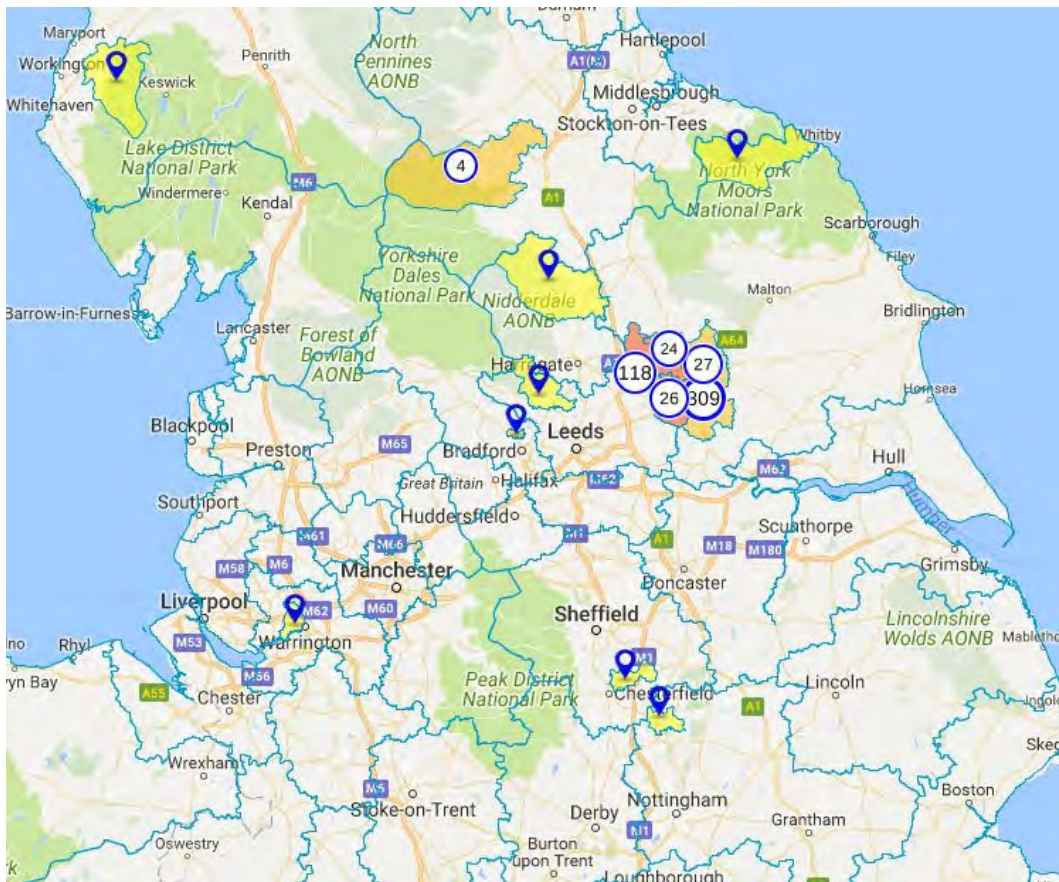 Maryport
Workington
Whitehaven
Keswick
Penrith
North
Pennines
AONB
Durham
A1(M)
Hartlepool
Middlesbrough
Stockton-on-Tees
Whitby
Lake District
National Park
Windermere
Kendal
M6
4
A1
North York
Moors
National Park
Scarborough
Filey
Yorkshire
Dales
National Park
Nidderdale
AONB
Malton
Bridlington
Barrow-in-Furness
Lancaster
Forest of
Bowland
AONB
Harrogate
24
A64
118
27
26
309
Hornsea
Blackpool
Preston
M65
Bradford
Leeds
Great Britain
Halifax
M62
M62
Hull
Humber
Southport
Huddersfield
M1
A1
M18
M180
Scunthorpe
Grimsby
M61
M66
M58
M6
Manchester
Doncaster
Liverpool
M62
M60
Sheffield
Lincolnshire
Wolds AONB
Rhyl
M53
Warrington
M56
M1
Chesterfield
A55
Chester
Peak District
National Park
A1
Lincoln
Wrexham
M6
Stoke-on-Trent
Boston
Derby
Nottingham
Grantham
M1
Oswestry
Burton
upon Trent
Loughborough